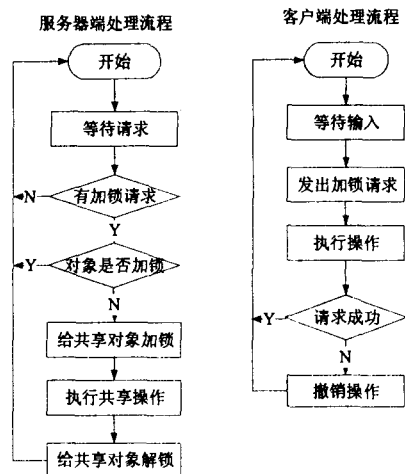 服务器端处理流程
开始
等待请求
有加锁请求
N
Y
对象是否加锁
Y
N
给共享对象加锁
执行共享操作
给共享对象解锁
客户端处理流程
开始
等待输入
发出加锁请求
执行操作
请求成功
Y
N
撤销操作